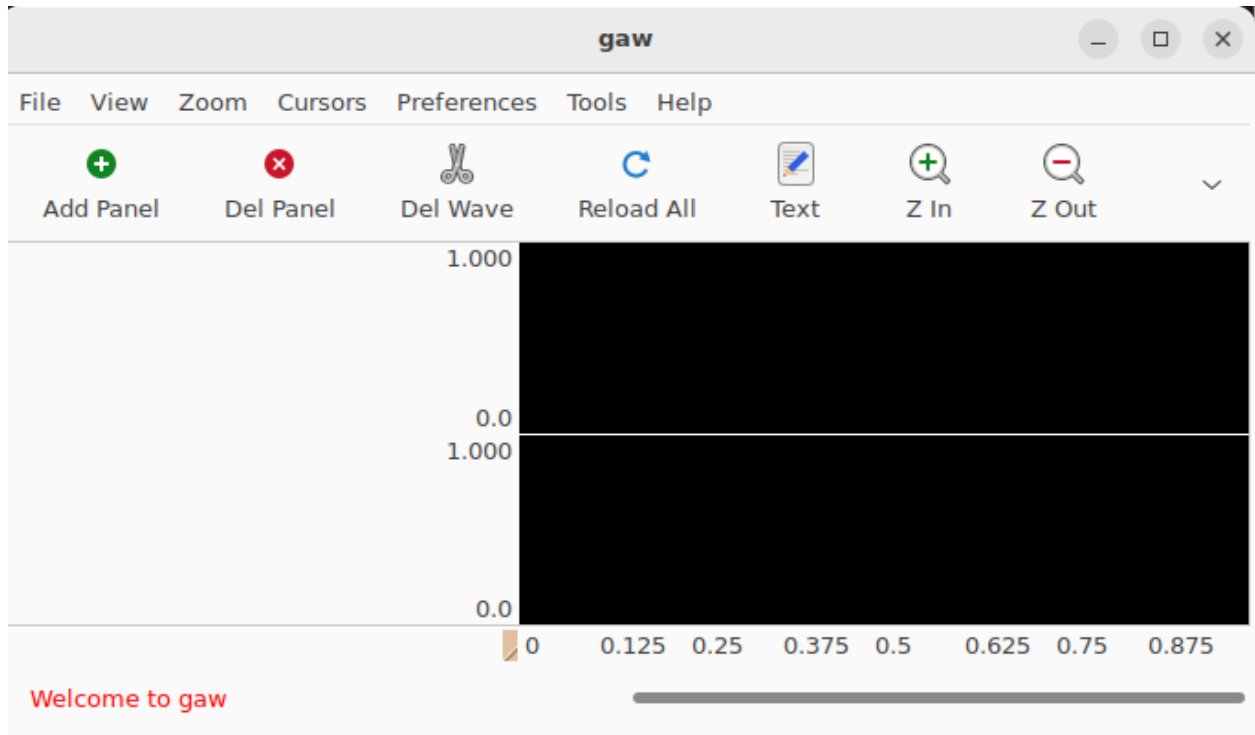 gaw
File View Zoom Cursors Preferences Tools Help
Add Panel Del Panel Del Wave Reload All Text Z In Z Out
1.000
0.0
1.000
0.0
0 0.125 0.25 0.375 0.5 0.625 0.75 0.875
Welcome to gaw